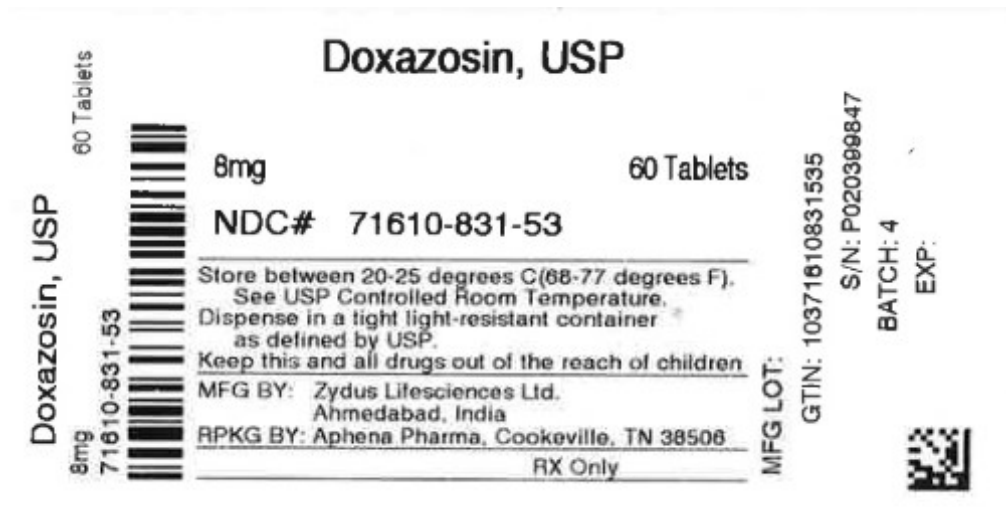 Doxazosin, USP
8mg 60 Tablets
NDC# 71610-831-53
Store between 20-25 degrees C(68-77 degrees F).
See USP Controlled Room Temperature.
Dispense in a tight light-resistant container
as defined by USP.
Keep this and all drugs out of the reach of children
MFG BY: Zydus Lifesciences Ltd.
Ahmedabad, India
RPKG BY: Aphena Pharma, Cookeville, TN 38506
RX Only
Doxazosin, USP
8mg 60 Tablets
71610-831-53
MFG LOT:
GTIN: 10371610831535
S/N: P020399847
BATCH: 4
EXP: